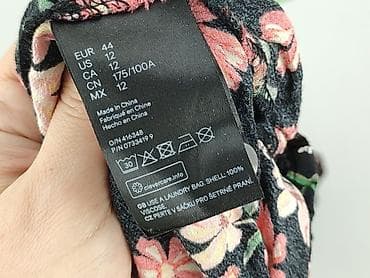 EUR 44
US 12
CA 12
CN 175/100A
MX 12
Made in China
Fabriqué en Chine
Hecho en China
O/N 416348
P/N 0733419 9
30
clevercare.info
GB USE A LAUNDRY BAG. SHELL: 100%
VISCOSE.
CZ PERTE V SÁČKU PRO ŠETRNÉ PRANÍ.